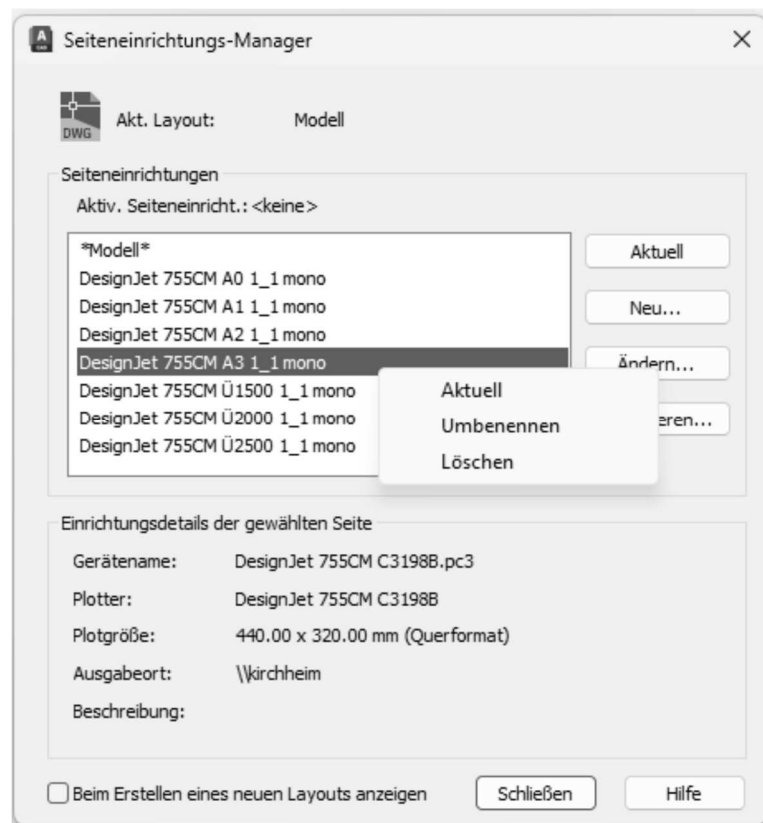 A
CAD
Seiteneinrichtungs-Manager
DWG
Akt. Layout: Modell
Seiteneinrichtungen
Aktiv. Seiteneinricht.: <keine>
*Modell*
DesignJet 755CM A0 1_1 mono
DesignJet 755CM A1 1_1 mono
DesignJet 755CM A2 1_1 mono
DesignJet 755CM A3 1_1 mono
DesignJet 755CM Ü1500 1_1 mono
DesignJet 755CM Ü2000 1_1 mono
DesignJet 755CM Ü2500 1_1 mono
Aktuell
Neu...
Ändern...
eren...
Aktuell
Umbenennen
Löschen
Einrichtungsdetails der gewählten Seite
Gerätename: DesignJet 755CM C3198B.pc3
Plotter: DesignJet 755CM C3198B
Plotgröße: 440.00 x 320.00 mm (Querformat)
Ausgabeort: \\kirchheim
Beschreibung:
Beim Erstellen eines neuen Layouts anzeigen
Schließen
Hilfe